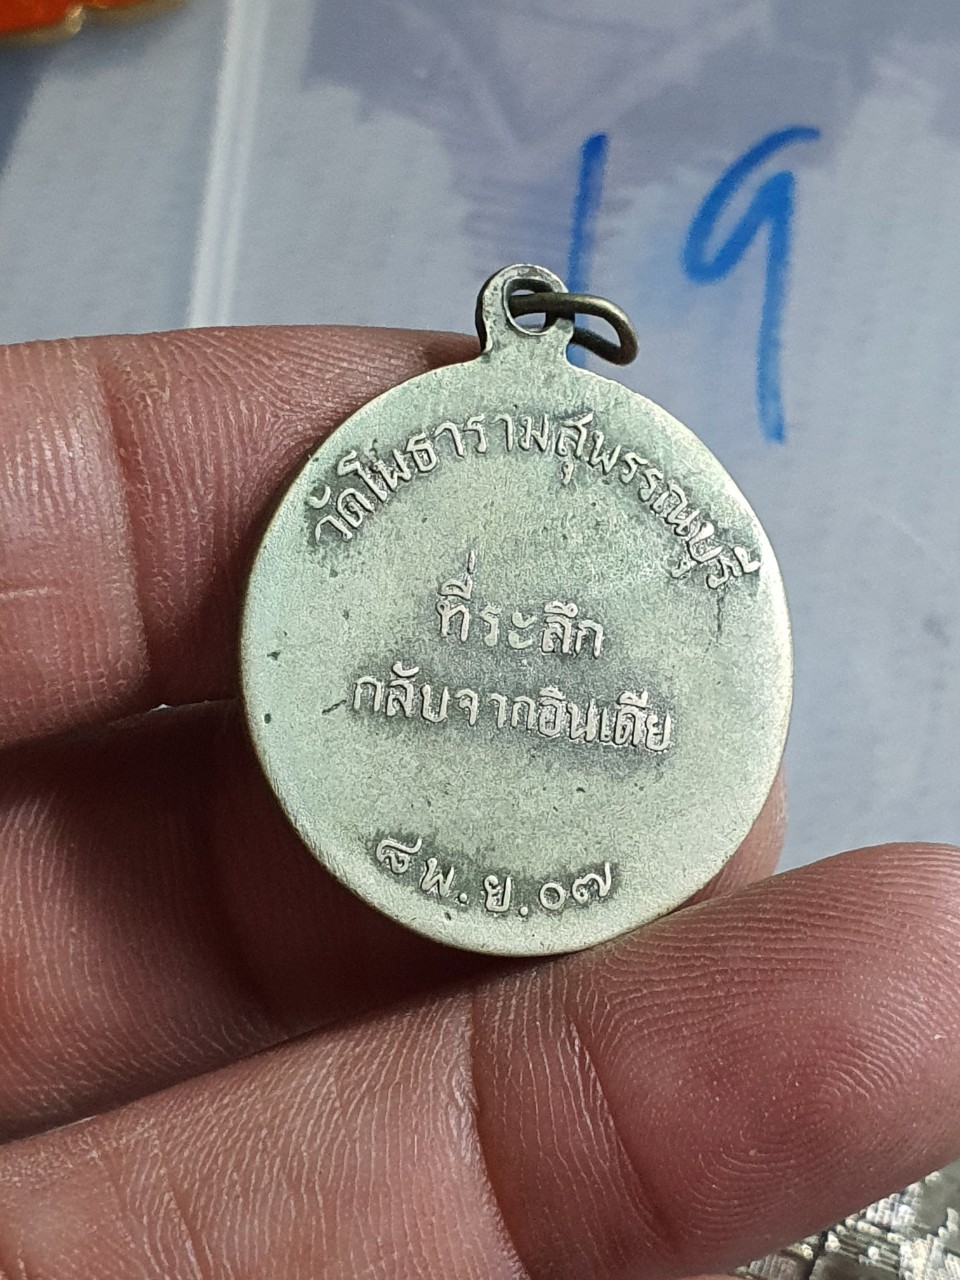 19
วัดโพธารามสุพรรณบุรี
ที่ระลึก
กลับจากอินเดีย
๘ พ.ย.๐๗